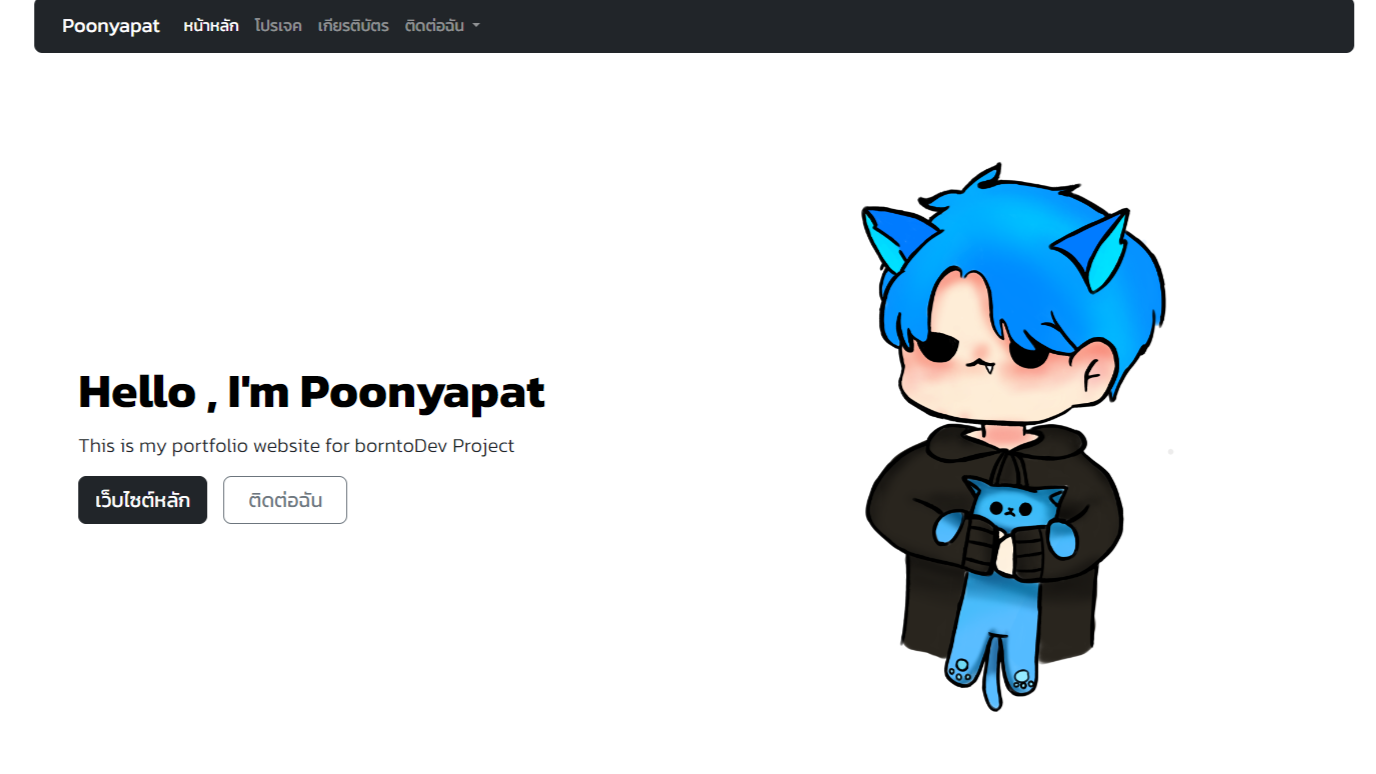 Poonyapat หน้าหลัก โปรเจค เกียรติบัตร ติดต่อฉัน
Hello , I'm Poonyapat
This is my portfolio website for borntoDev Project
เว็บไซต์หลัก ติดต่อฉัน